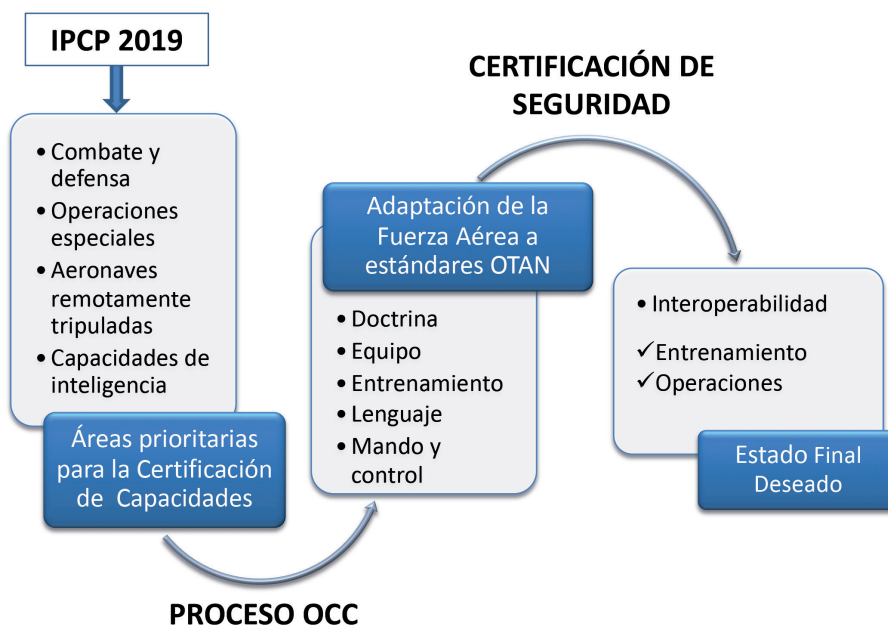 IPCP 2019
• Combate y
defensa
• Operaciones
especiales
• Aeronaves
remotamente
tripuladas
• Capacidades de
inteligencia
Áreas prioritarias
para la Certificación
de Capacidades
PROCESO OCC
Adaptación de la
Fuerza Aérea a
estándares OTAN
• Doctrina
• Equipo
• Entrenamiento
• Lenguaje
• Mando y
control
CERTIFICACIÓN DE
SEGURIDAD
• Interoperabilidad
✓ Entrenamiento
✓ Operaciones
Estado Final
Deseado